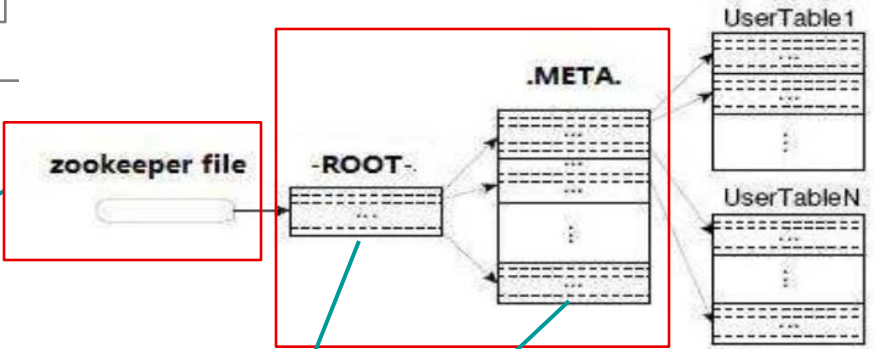 UserTable1
.META.
zookeeper file
-ROOT-
UserTableN